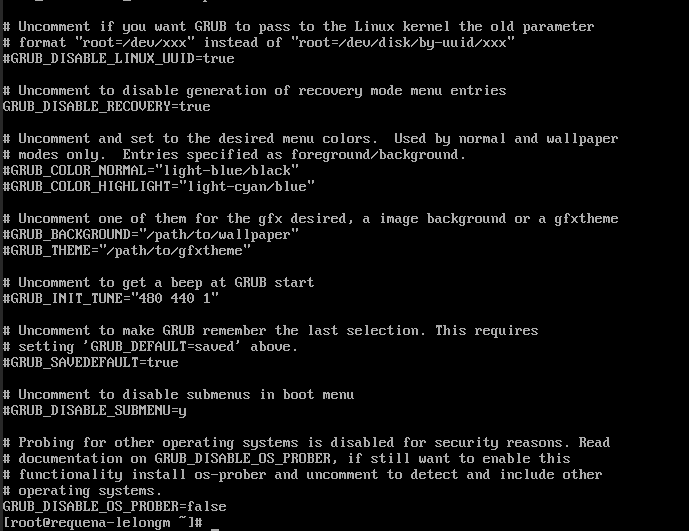 # Uncomment if you want GRUB to pass to the Linux kernel the old parameter
# format "root=/dev/xxx" instead of "root=/dev/disk/by-uuid/xxx"
#GRUB_DISABLE_LINUX_UUID=true
# Uncomment to disable generation of recovery mode menu entries
GRUB_DISABLE_RECOVERY=true
# Uncomment and set to the desired menu colors.  Used by normal and wallpaper
# modes only.  Entries specified as foreground/background.
#GRUB_COLOR_NORMAL="light-blue/black"
#GRUB_COLOR_HIGHLIGHT="light-cyan/blue"
# Uncomment one of them for the gfx desired, a image background or a gfxtheme
#GRUB_BACKGROUND="/path/to/wallpaper"
#GRUB_THEME="/path/to/gfxtheme"
# Uncomment to get a beep at GRUB start
#GRUB_INIT_TUNE="480 440 1"
# Uncomment to make GRUB remember the last selection. This requires
# setting 'GRUB_DEFAULT=saved' above.
#GRUB_SAVEDEFAULT=true
# Uncomment to disable submenus in boot menu
#GRUB_DISABLE_SUBMENU=y
# Probing for other operating systems is disabled for security reasons. Read
# documentation on GRUB_DISABLE_OS_PROBER, if still want to enable this
# functionality install os-prober and uncomment to detect and include other
# operating systems.
GRUB_DISABLE_OS_PROBER=false
[root@requena-lelongm ~]# _